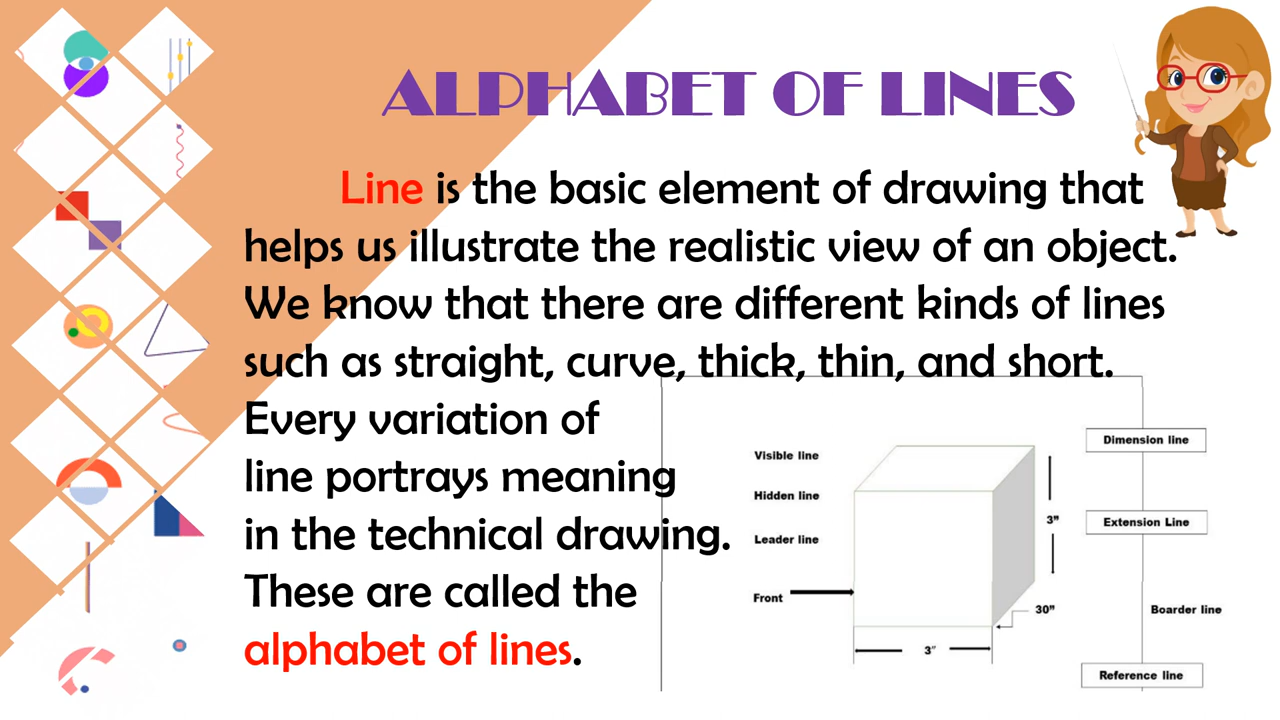 ALPHABET OF LINES
Line is the basic element of drawing that
helps us illustrate the realistic view of an object.
We know that there are different kinds of lines
such as straight, curve, thick, thin, and short.
Every variation of
line portrays meaning
in the technical drawing.
These are called the
alphabet of lines.
Visible line
Hidden line
Leader line
Front
3"
30"
3"
Dimension line
Extension Line
Boarder line
Reference line